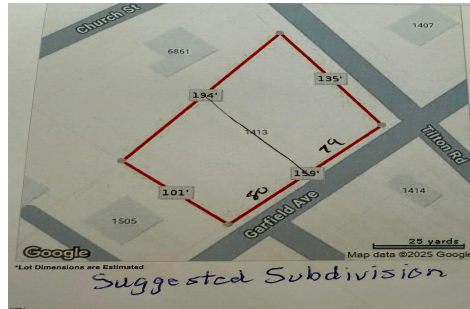 Church St
1407
6861
135'
194'
1413
79
Tilton Rd
159'
101'
80
1414
Garfield Ave
1505
25 yards
Google
Map data ©2025 Google
*Lot Dimensions are Estimated
Suggested Subdivision